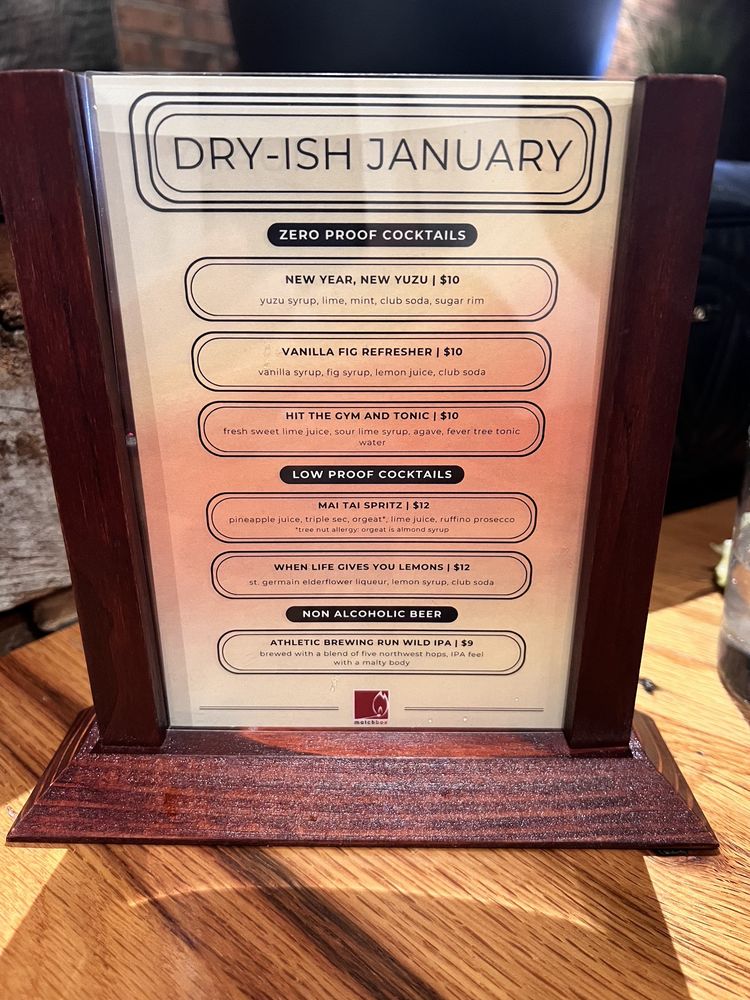 DRY-ISH JANUARY
ZERO PROOF COCKTAILS
NEW YEAR, NEW YUZU | $10
yuzu syrup, lime, mint, club soda, sugar rim
VANILLA FIG REFRESHER | $10
vanilla syrup, fig syrup, lemon juice, club soda
HIT THE GYM AND TONIC | $10
fresh sweet lime juice, sour lime syrup, agave, fever tree tonic
water
LOW PROOF COCKTAILS
MAI TAI SPRITZ | $12
pineapple juice, triple sec, orgeat*, lime juice, ruffino prosecco
*tree nut allergy: orgeat is almond syrup
WHEN LIFE GIVES YOU LEMONS | $12
st. germain elderflower liqueur, lemon syrup, club soda
NON ALCOHOLIC BEER
ATHLETIC BREWING RUN WILD IPA | $9
brewed with a blend of five northwest hops, IPA feel
with a malty body
matchbox